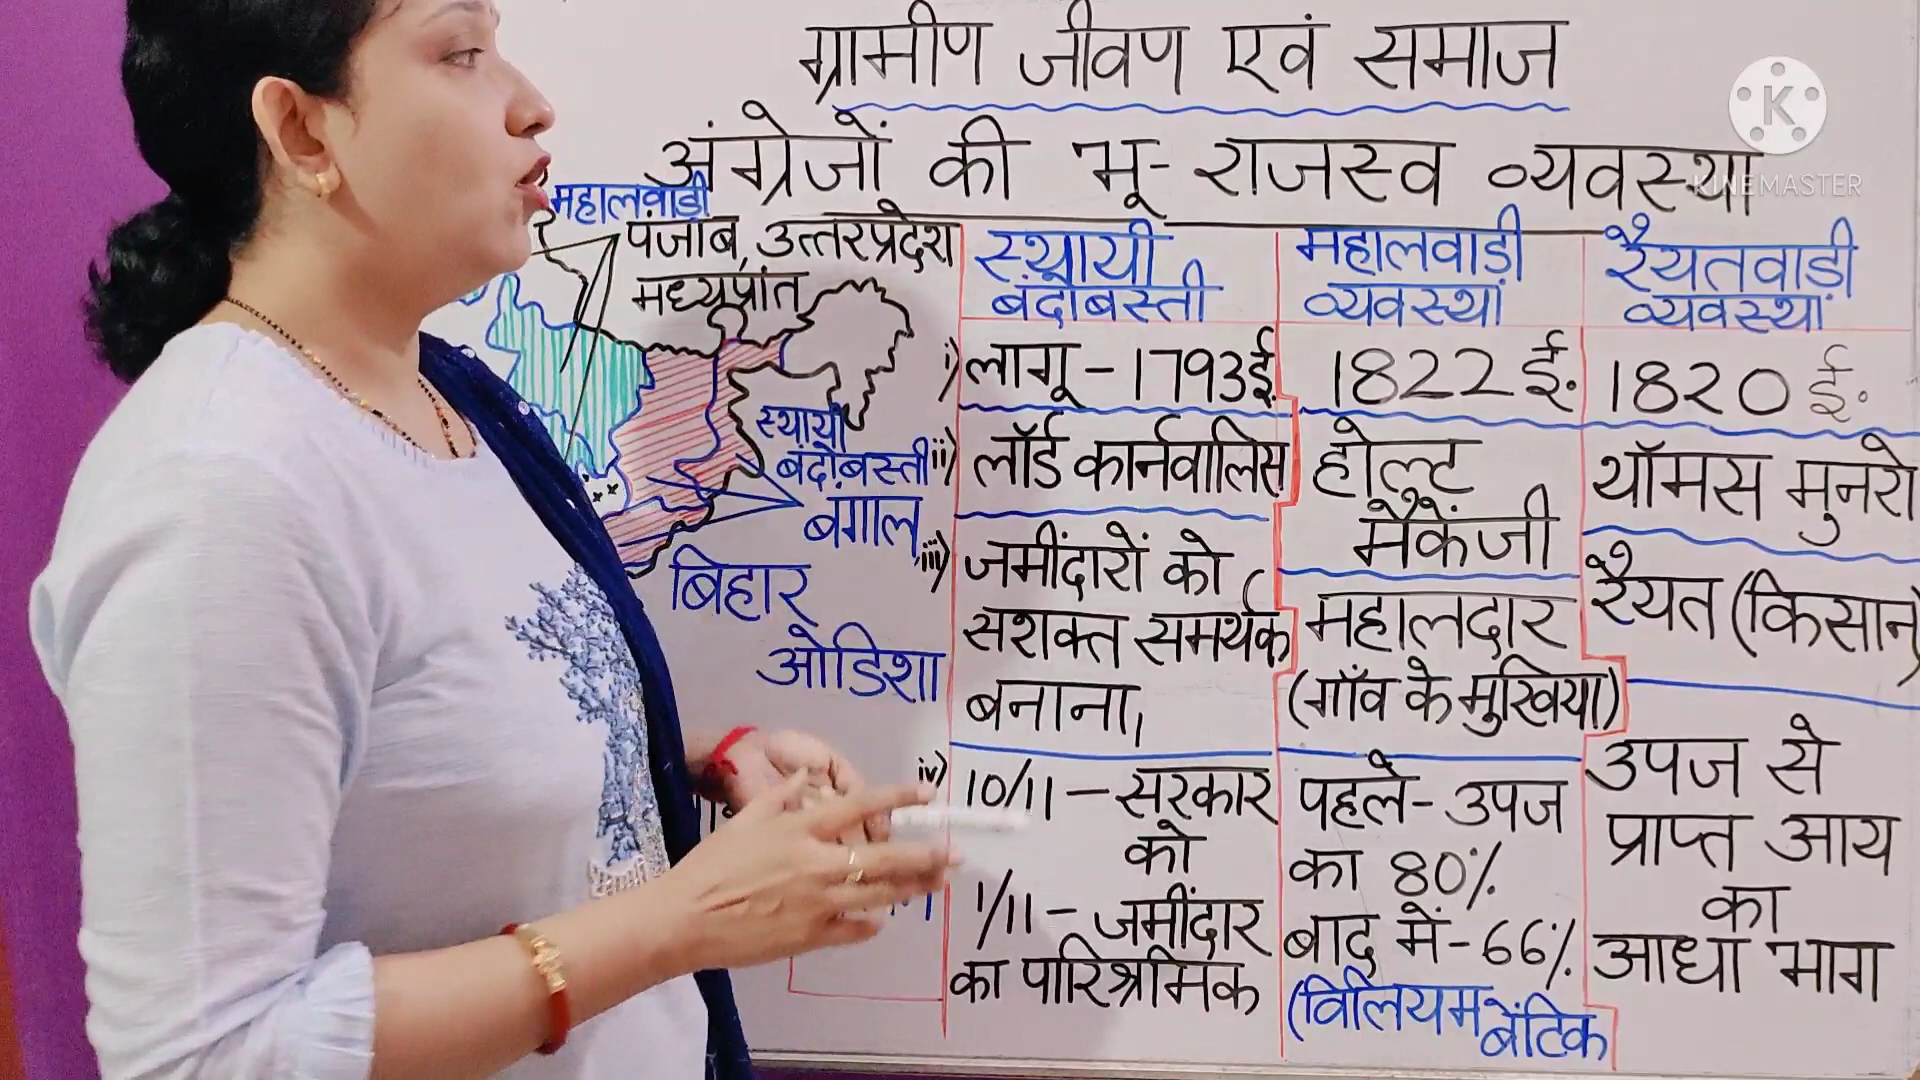 ग्रामीण जीवण एवं समाज
अंग्रेजों की भू-राजस्व व्यवस्था
K
KINEMASTER
महालवाड़ी
पंजाब, उत्तरप्रदेश
मध्यप्रांत
स्थायी
बंदोबस्ती
बंगाल,
बिहार
ओडिशा
स्थायी
बंदोबस्ती
i) लागू - 1793ई.
ii) लॉर्ड कार्नवालिस
iii) जमींदारों को
सशक्त समर्थक
बनाना,
iv) 10/11 - सरकार
को
1/11 - जमींदार
का पारिश्रमिक
महालवाड़ी
व्यवस्था
1822 ई.
होल्ट
मैकेंजी
महालदार
(गाँव के मुखिया)
पहले - उपज
का 80%
बाद में - 66%
(विलियम बेंटिक
रैयतवाड़ी
व्यवस्था
1820 ई.
थॉमस मुनरो
रैयत (किसान)
उपज से
प्राप्त आय
का
आधा भाग